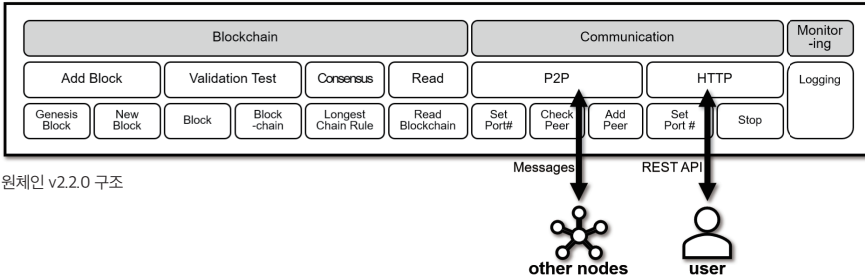 Blockchain
Communication
Monitor
-ing
Add Block
Validation Test
Consensus
Read
P2P
HTTP
Logging
Genesis
Block
New
Block
Block
Block
-chain
Longest
Chain Rule
Read
Blockchain
Set
Port#
Check
Peer
Add
Peer
Set
Port #
Stop
Messages
REST API
원체인 v2.2.0 구조
other nodes
user